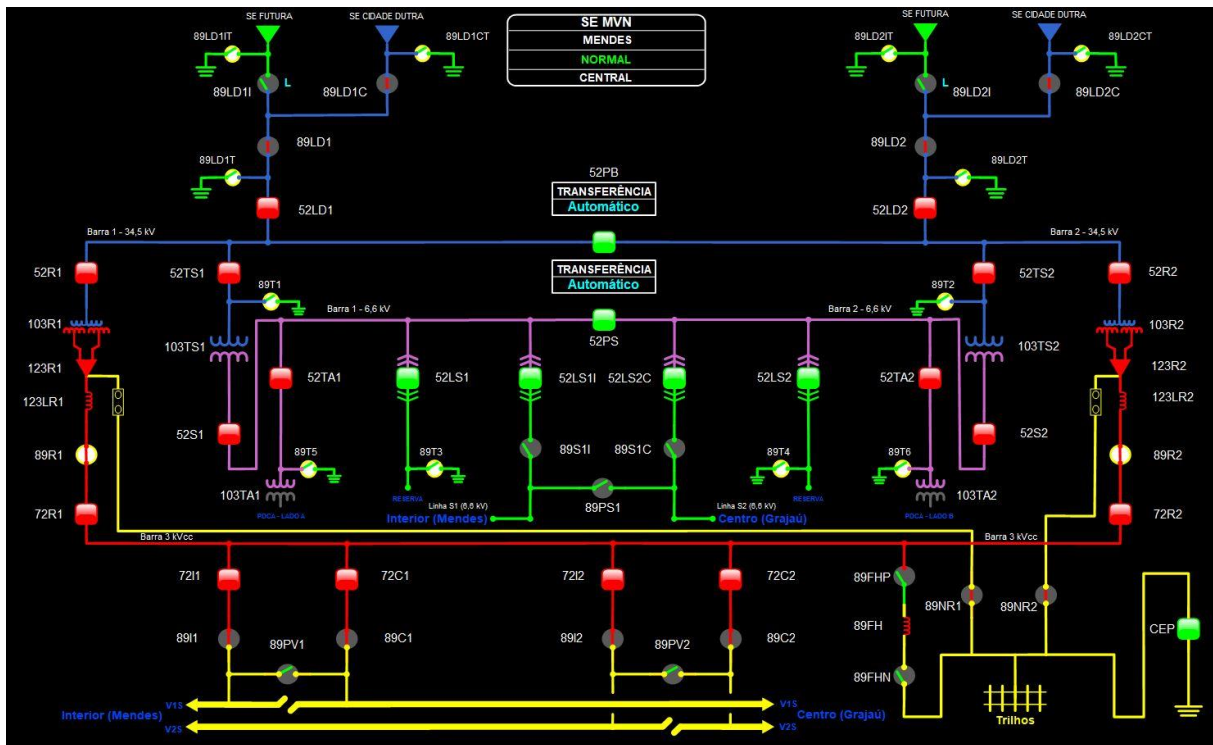 SE FUTURA
SE CIDADE DUTRA
SE MVN
MENDES
NORMAL
CENTRAL
SE FUTURA
SE CIDADE DUTRA
89LD1IT
89LD1CT
89LD2IT
89LD2CT
89LD1I
L
89LD1C
L
89LD2I
89LD2C
89LD1
89LD2
89LD1T
89LD2T
52PB
TRANSFERÊNCIA
Automático
52LD1
52LD2
Barra 1 - 34,5 kV
Barra 2 - 34,5 kV
52R1
52TS1
TRANSFERÊNCIA
Automático
52TS2
52R2
89T1
89T2
Barra 1 - 6,6 kV
Barra 2 - 6,6 kV
103R1
103R2
52PS
103TS1
103TS2
123R1
123R2
52TA1
52LS1
52LS1I
52LS2C
52LS2
52TA2
123LR1
123LR2
52S1
52S2
89R1
89T5
89T3
89S1I
89S1C
89T4
89T6
89R2
103TA1
103TA2
89PS1
RESERVA
RESERVA
72R1
POCA - LADO A
Linha S1 (6,6 kV)
Linha S2 (6,6 kV)
POCA - LADO B
72R2
Interior (Mendes)
Centro (Grajaú)
Barra 3 kVcc
Barra 3 kVcc
72I1
72C1
72I2
72C2
89FHP
89NR1
89NR2
89FH
CEP
89I1
89PV1
89C1
89I2
89PV2
89C2
89FHN
V1S
V1S
Interior (Mendes)
Centro (Grajaú)
Trilhos
V2S
V2S